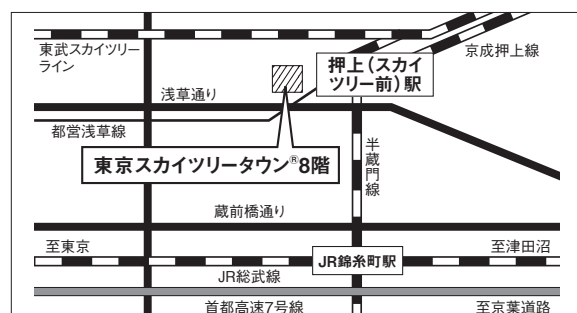 東武スカイツリー
ライン
押上（スカイ
ツリー前）駅
京成押上線
浅草通り
都営浅草線
東京スカイツリータウン®8階
半蔵門線
蔵前橋通り
至東京
JR錦糸町駅
至津田沼
JR総武線
首都高速7号線
至京葉道路